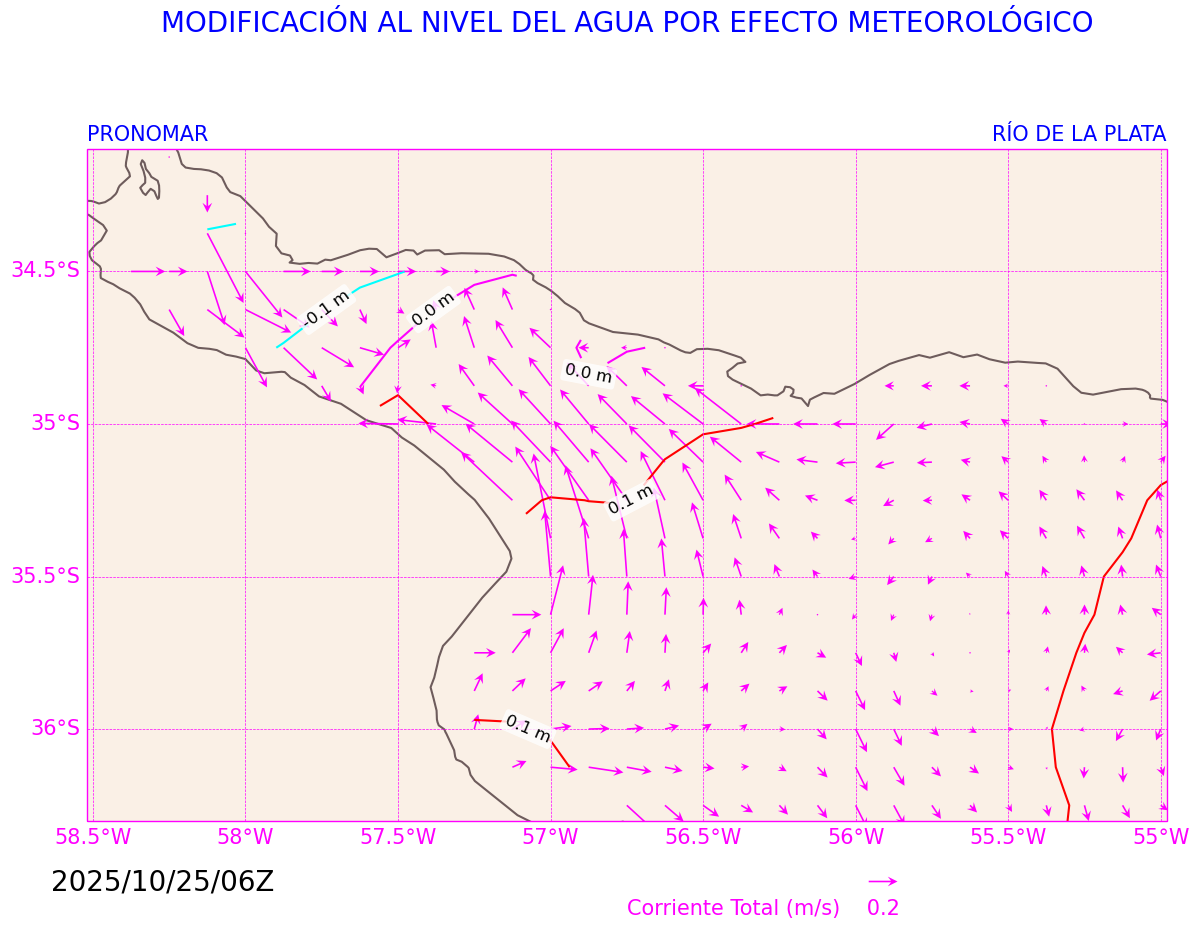 MODIFICACIÓN AL NIVEL DEL AGUA POR EFECTO METEOROLÓGICO
PRONOMAR
RÍO DE LA PLATA
34.5°S
35°S
35.5°S
36°S
-0.1 m
0.0 m
0.0 m
0.1 m
0.1 m
58.5°W
58°W
57.5°W
57°W
56.5°W
56°W
55.5°W
55°W
2025/10/25/06Z
Corriente Total (m/s)
0.2